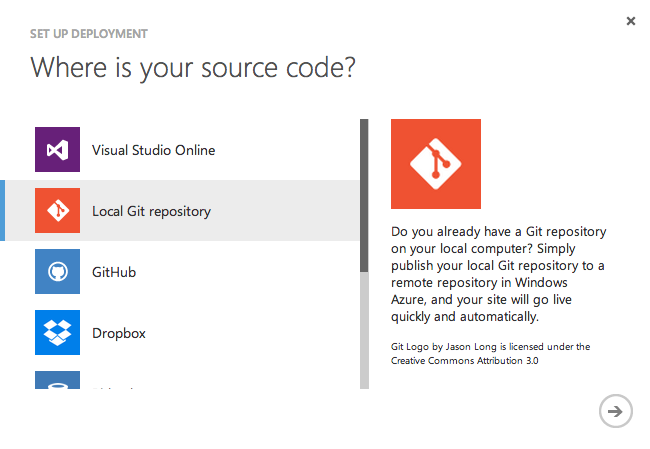 SET UP DEPLOYMENT
Where is your source code?
Visual Studio Online
Local Git repository
GitHub
Dropbox
Do you already have a Git repository
on your local computer? Simply
publish your local Git repository to a
remote repository in Windows
Azure, and your site will go live
quickly and automatically.
Git Logo by Jason Long is licensed under the
Creative Commons Attribution 3.0